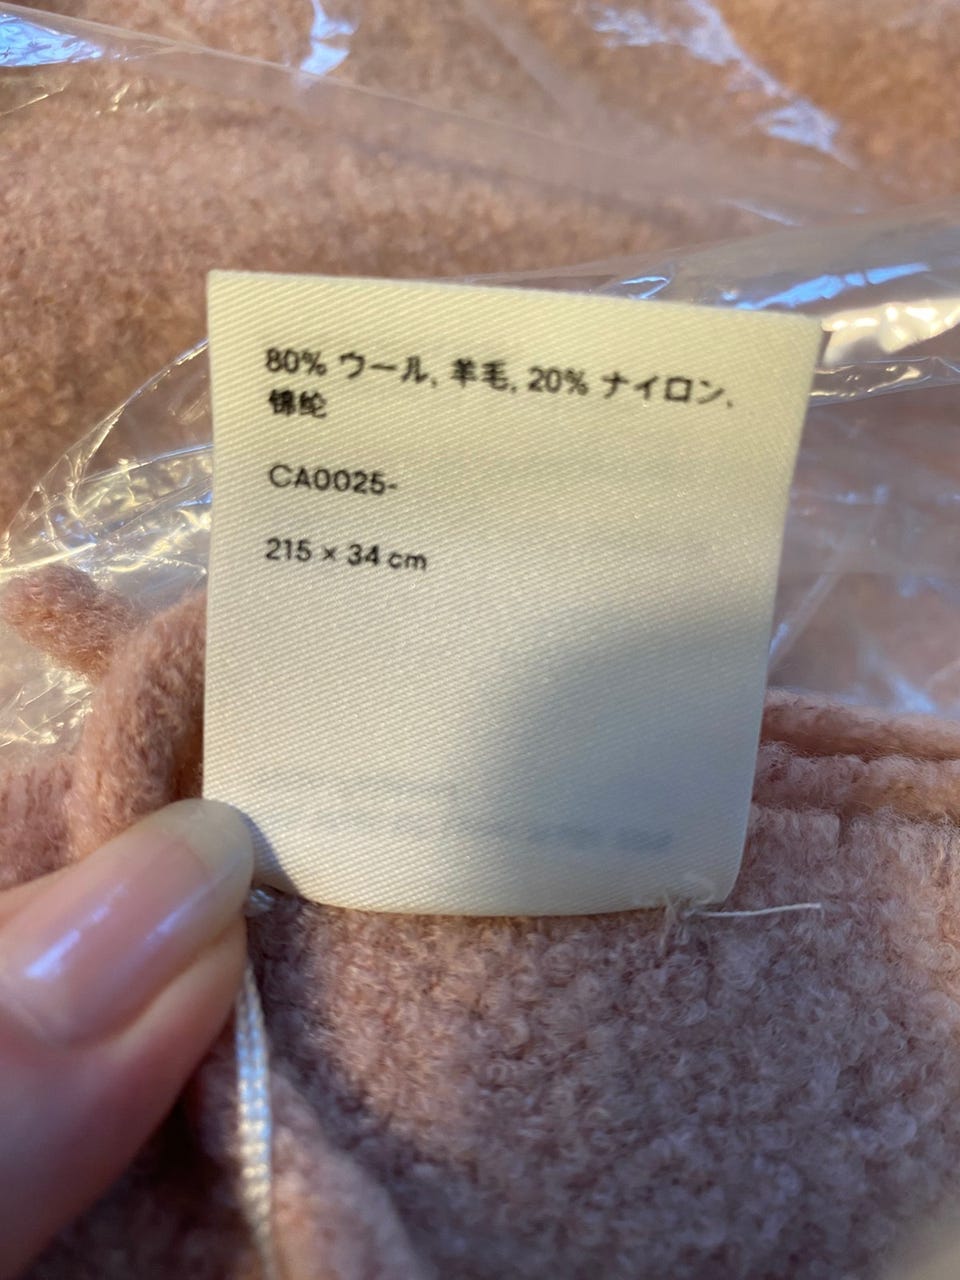 80% ウール, 羊毛, 20% ナイロン,
锦纶
CA0025-
215 × 34 cm